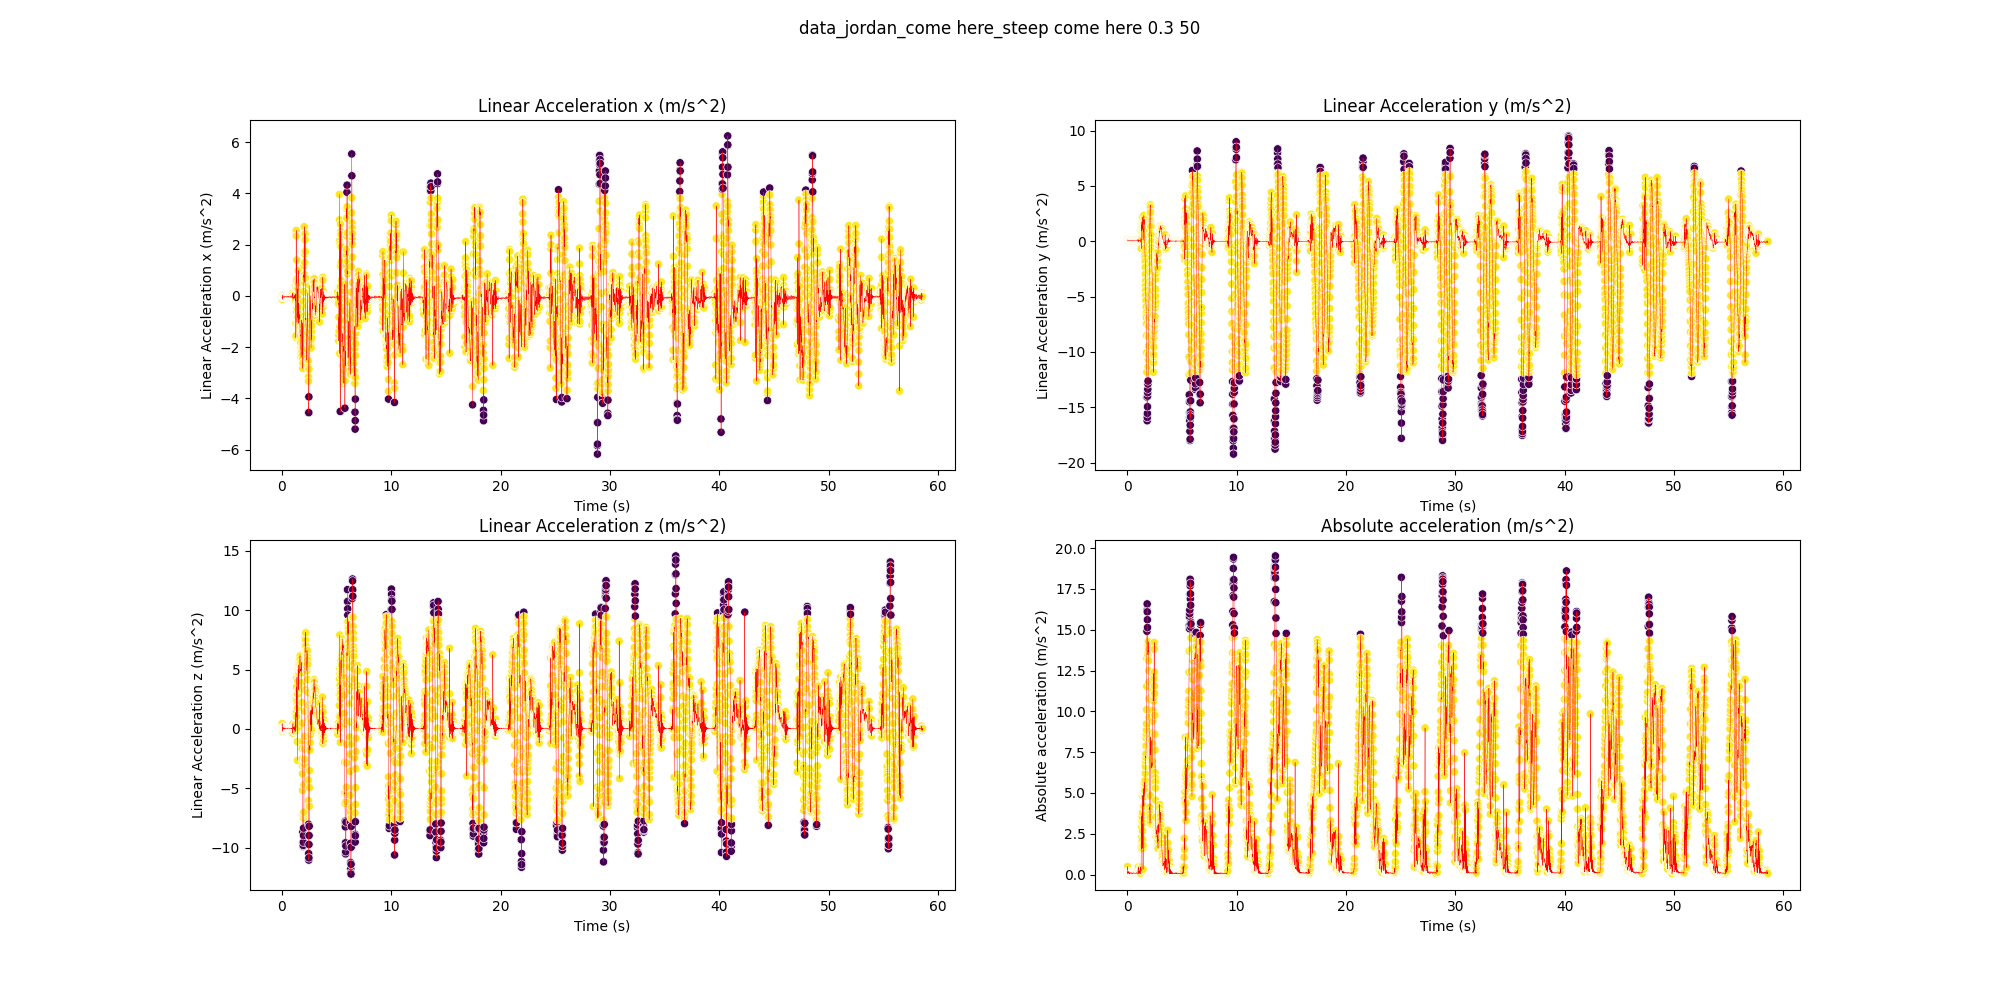 data_jordan_come here_steep come here 0.3 50
Linear Acceleration x (m/s^2)
Linear Acceleration x (m/s^2)
6
4
2
0
−2
−4
−6
0 10 20 30 40 50 60
Time (s)
Linear Acceleration y (m/s^2)
Linear Acceleration y (m/s^2)
10
5
0
−5
−10
−15
−20
0 10 20 30 40 50 60
Time (s)
Linear Acceleration z (m/s^2)
Linear Acceleration z (m/s^2)
15
10
5
0
−5
−10
0 10 20 30 40 50 60
Time (s)
Absolute acceleration (m/s^2)
Absolute acceleration (m/s^2)
20.0
17.5
15.0
12.5
10.0
7.5
5.0
2.5
0.0
0 10 20 30 40 50 60
Time (s)